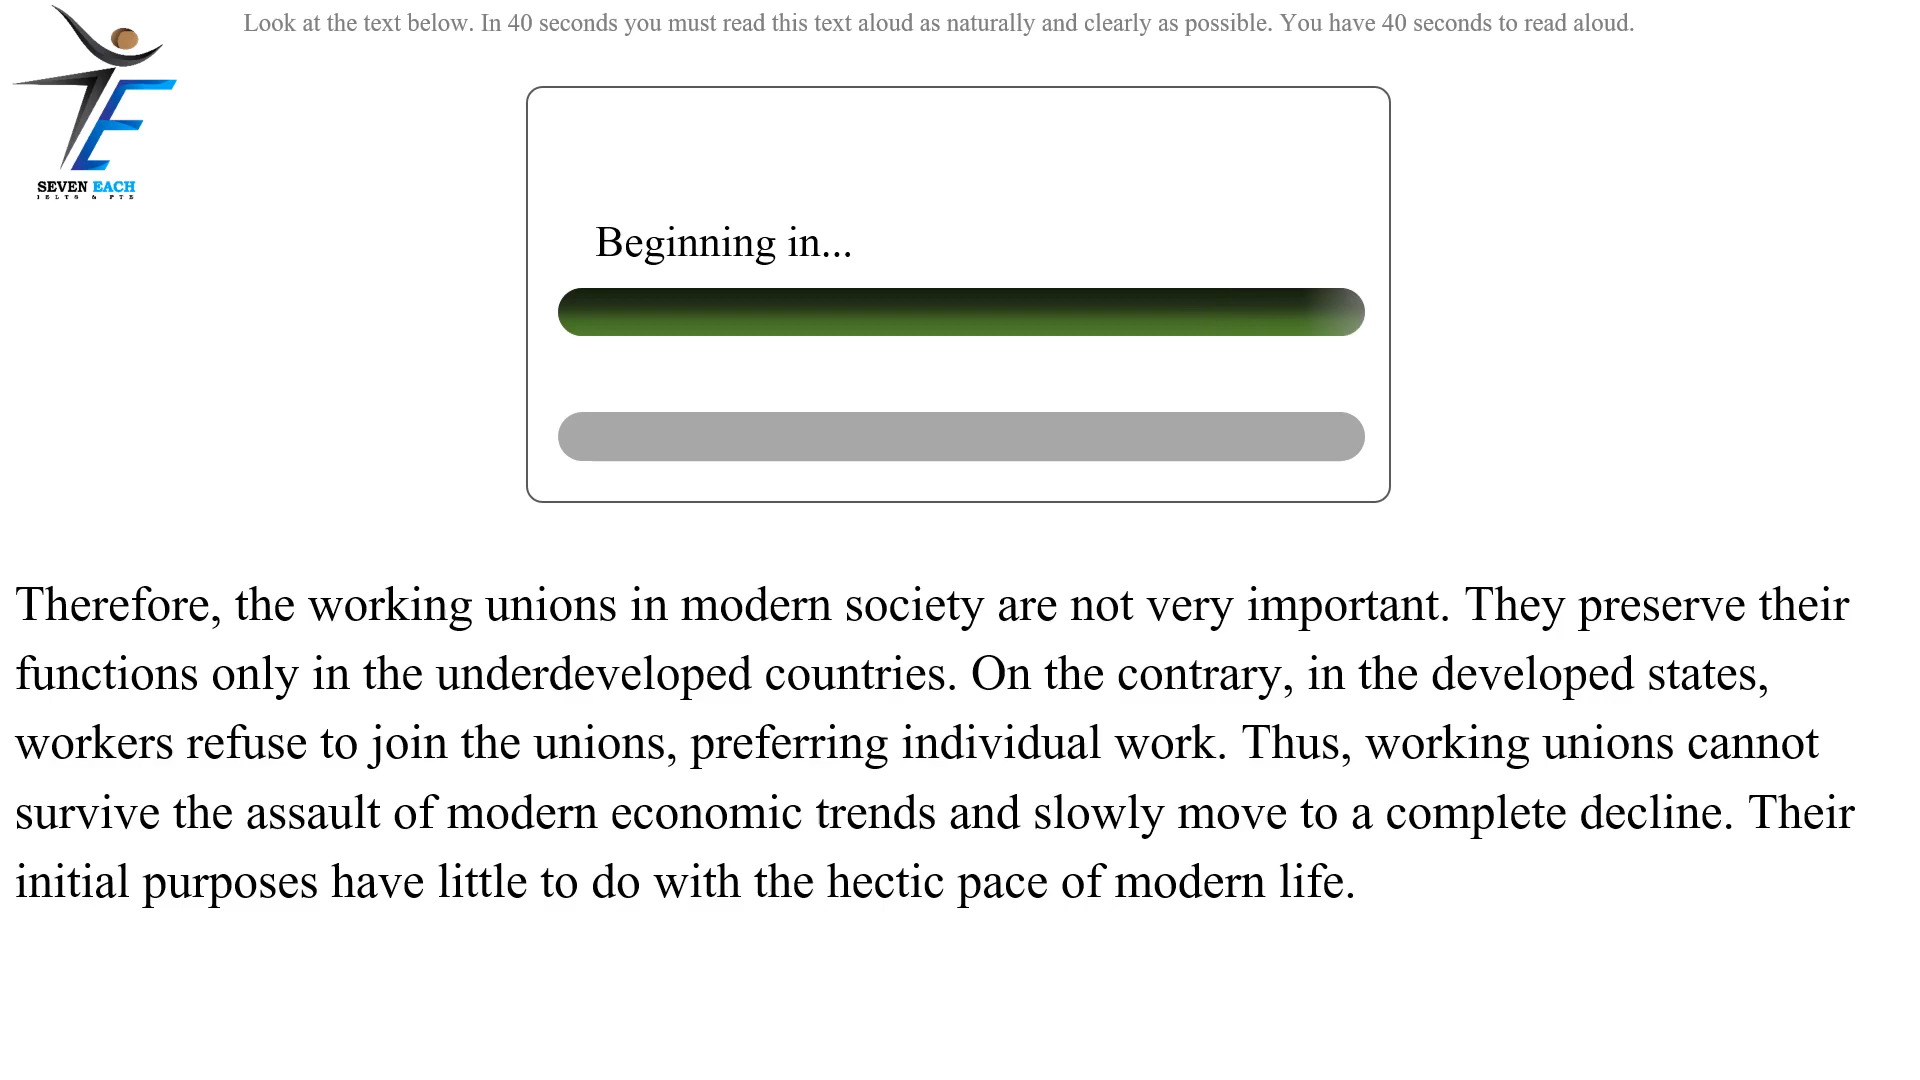 Look at the text below. In 40 seconds you must read this text aloud as naturally and clearly as possible. You have 40 seconds to read aloud.
SEVEN EACH
IELTS & PTE
Beginning in...
Therefore, the working unions in modern society are not very important. They preserve their
functions only in the underdeveloped countries. On the contrary, in the developed states,
workers refuse to join the unions, preferring individual work. Thus, working unions cannot
survive the assault of modern economic trends and slowly move to a complete decline. Their
initial purposes have little to do with the hectic pace of modern life.